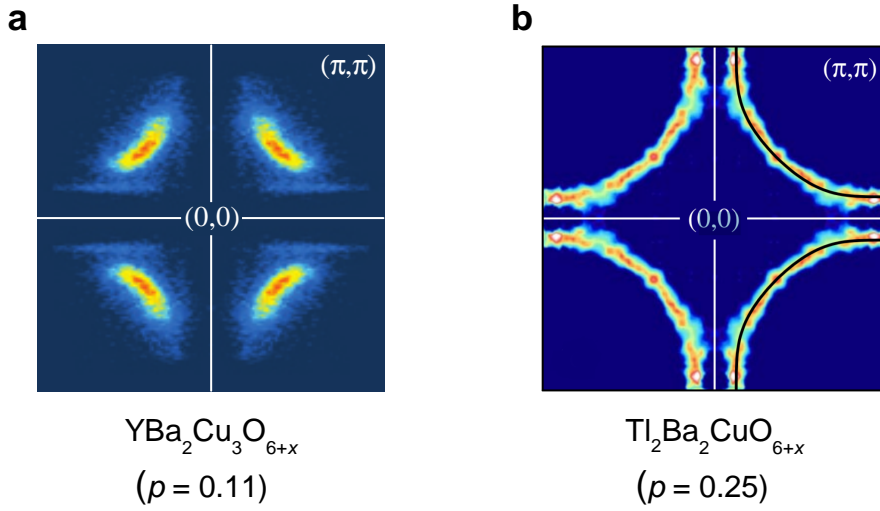 a
b
(π,π)
(π,π)
(0,0)
(0,0)
YBa₂Cu₃O₆₊ₓ
Tl₂Ba₂CuO₆₊ₓ
(p = 0.11)
(p = 0.25)